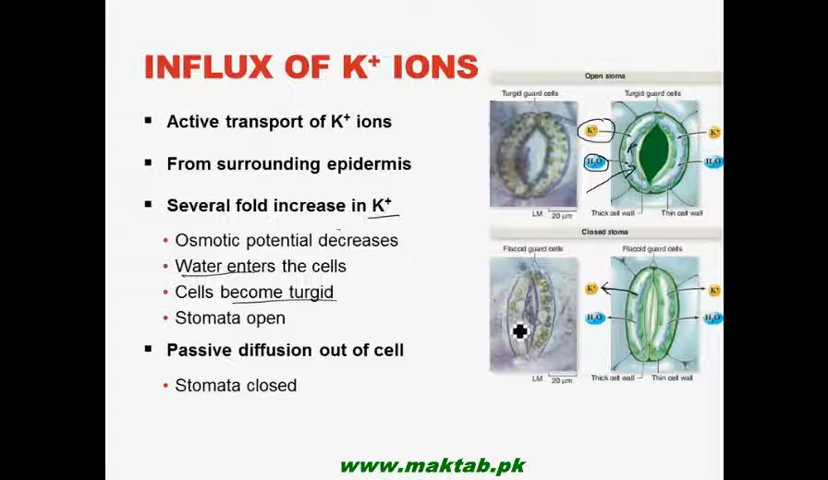 INFLUX OF K+ IONS
Open stoma
Turgid guard cells
Turgid guard cells
Active transport of K+ ions
K+
K+
From surrounding epidermis
H₂O
H₂O
Several fold increase in K+
LM
20 µm
Thick cell wall
Thin cell wall
Osmotic potential decreases
Closed stoma
Flaccid guard cells
Flaccid guard cells
Water enters the cells
Cells become turgid
K+
K+
Stomata open
H₂O
H₂O
Passive diffusion out of cell
Stomata closed
LM
20 µm
Thick cell wall
Thin cell wall
www.maktab.pk